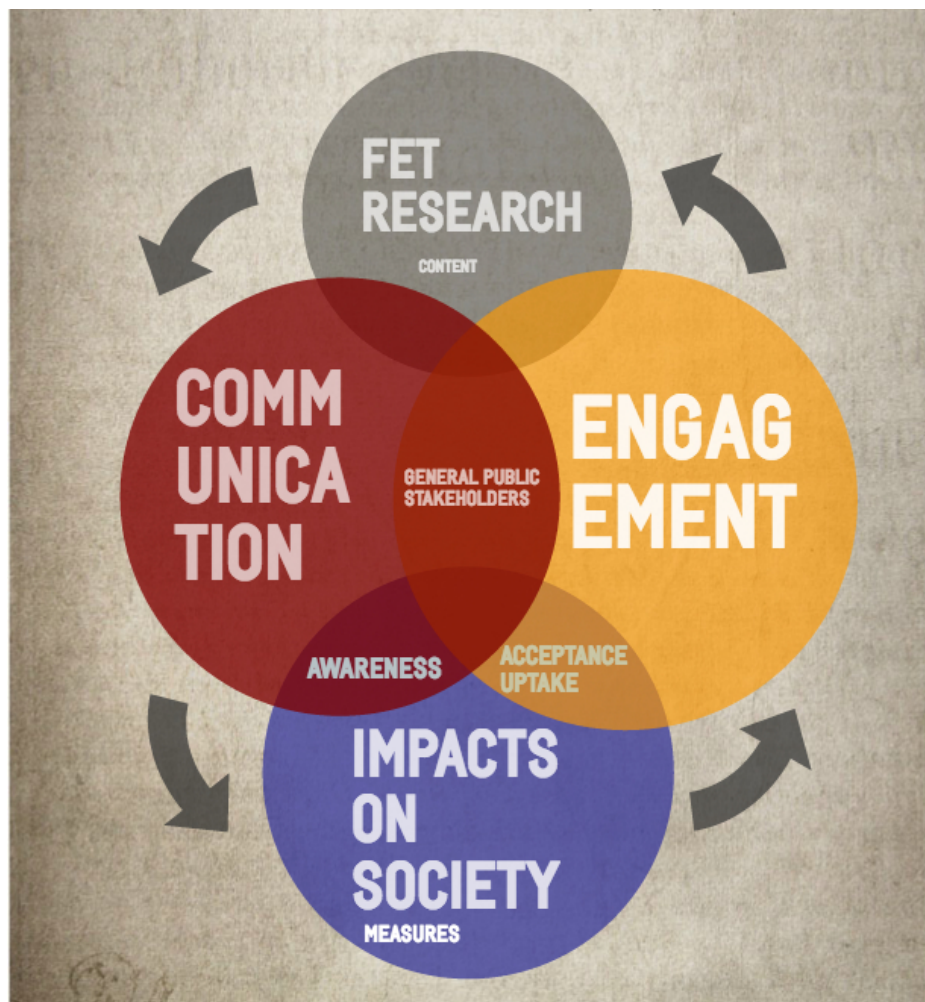 FET
RESEARCH
CONTENT
COMM
UNICA
TION
GENERAL PUBLIC
STAKEHOLDERS
ENGAG
EMENT
AWARENESS
ACCEPTANCE
UPTAKE
IMPACTS
ON
SOCIETY
MEASURES